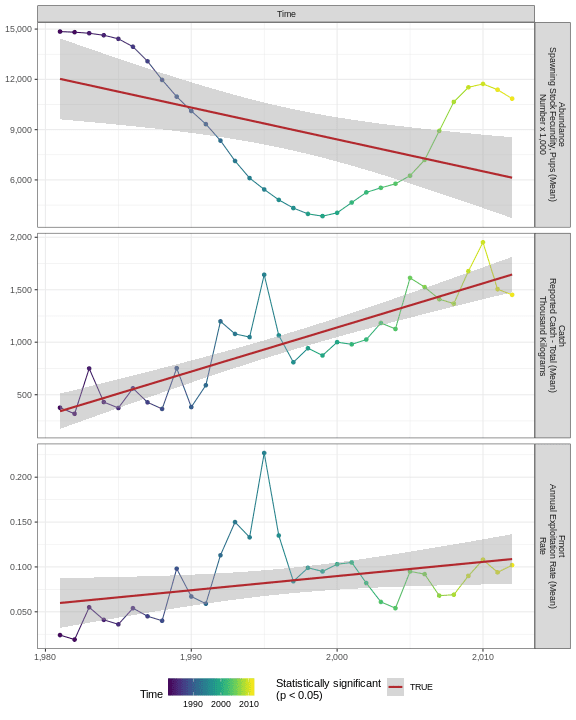 Time
15,000
12,000
9,000
6,000
Abundance
Spawning Stock Fecundity, Pups (Mean)
Number x 1,000
2,000
1,500
1,000
500
Catch
Reported Catch - Total (Mean)
Thousand Kilograms
0.200
0.150
0.100
0.050
Fmort
Annual Exploitation Rate (Mean)
Rate
1,980 1,990 2,000 2,010
Time
1990 2000 2010
Statistically significant
(p < 0.05)
TRUE